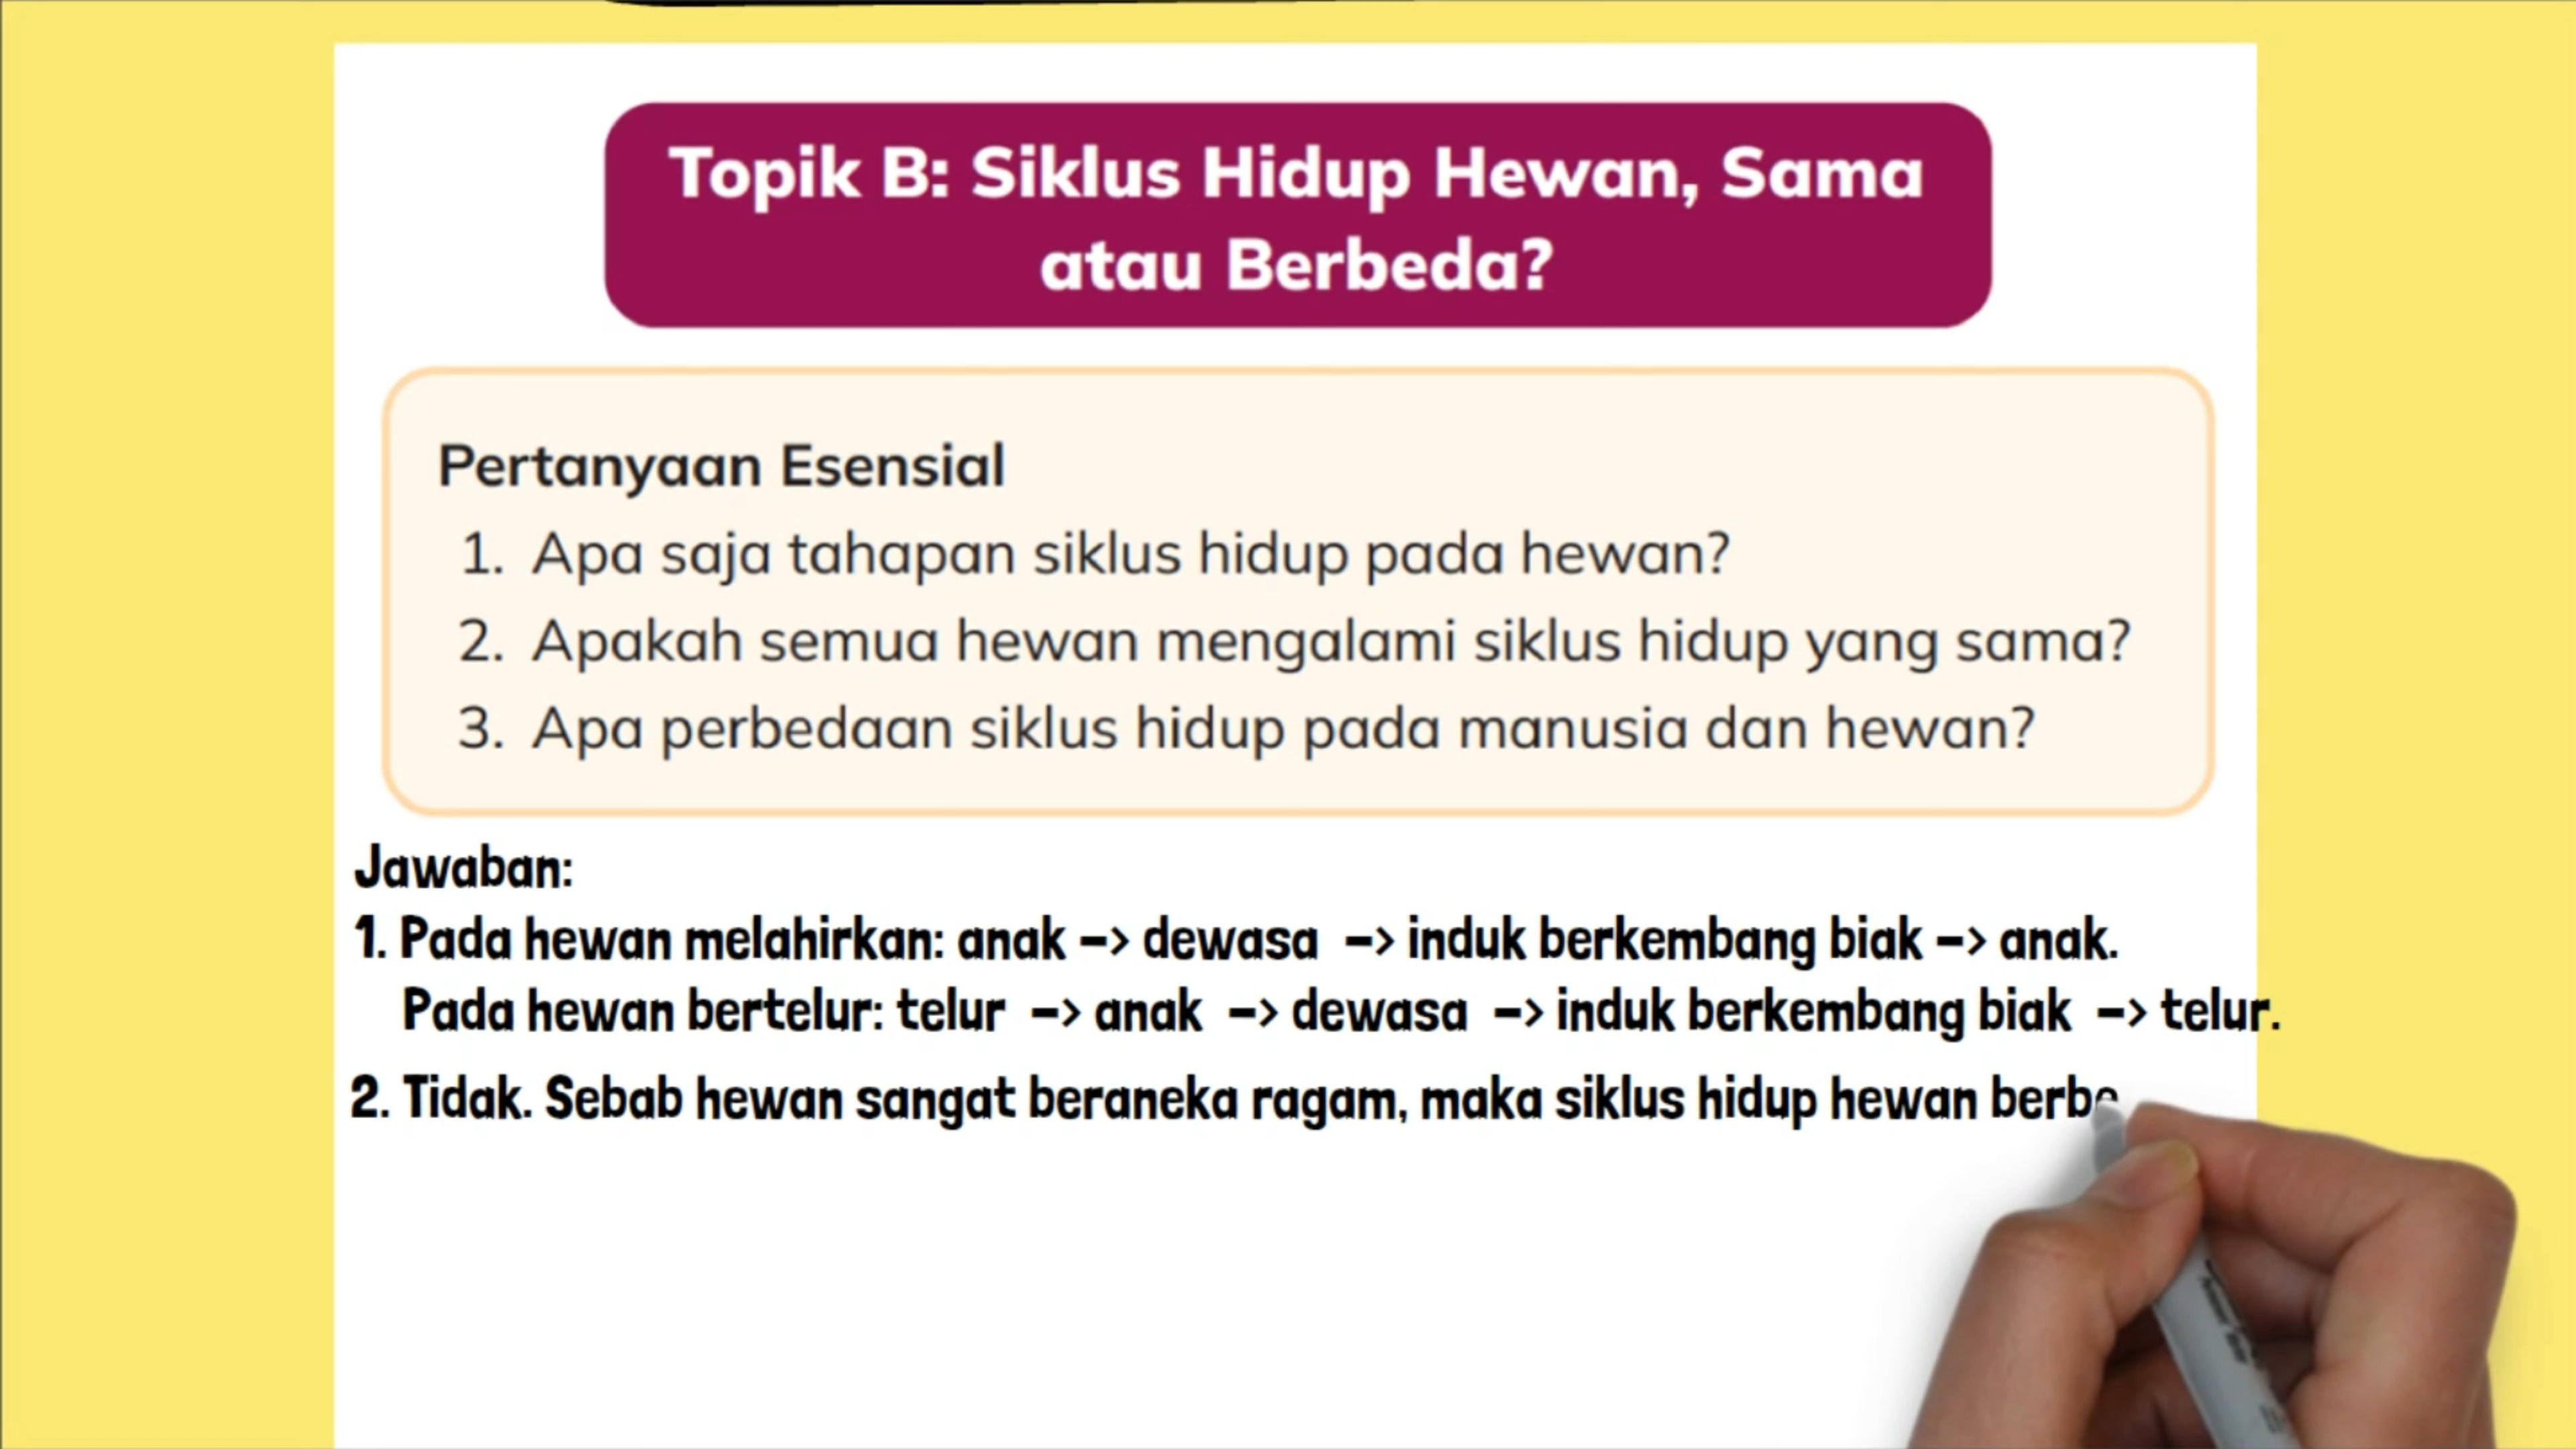 Topik B: Siklus Hidup Hewan, Sama
atau Berbeda?
Pertanyaan Esensial
1. Apa saja tahapan siklus hidup pada hewan?
2. Apakah semua hewan mengalami siklus hidup yang sama?
3. Apa perbedaan siklus hidup pada manusia dan hewan?
Jawaban:
1. Pada hewan melahirkan: anak –> dewasa –> induk berkembang biak –> anak.
Pada hewan bertelur: telur –> anak –> dewasa –> induk berkembang biak –> telur.
2. Tidak. Sebab hewan sangat beraneka ragam, maka siklus hidup hewan